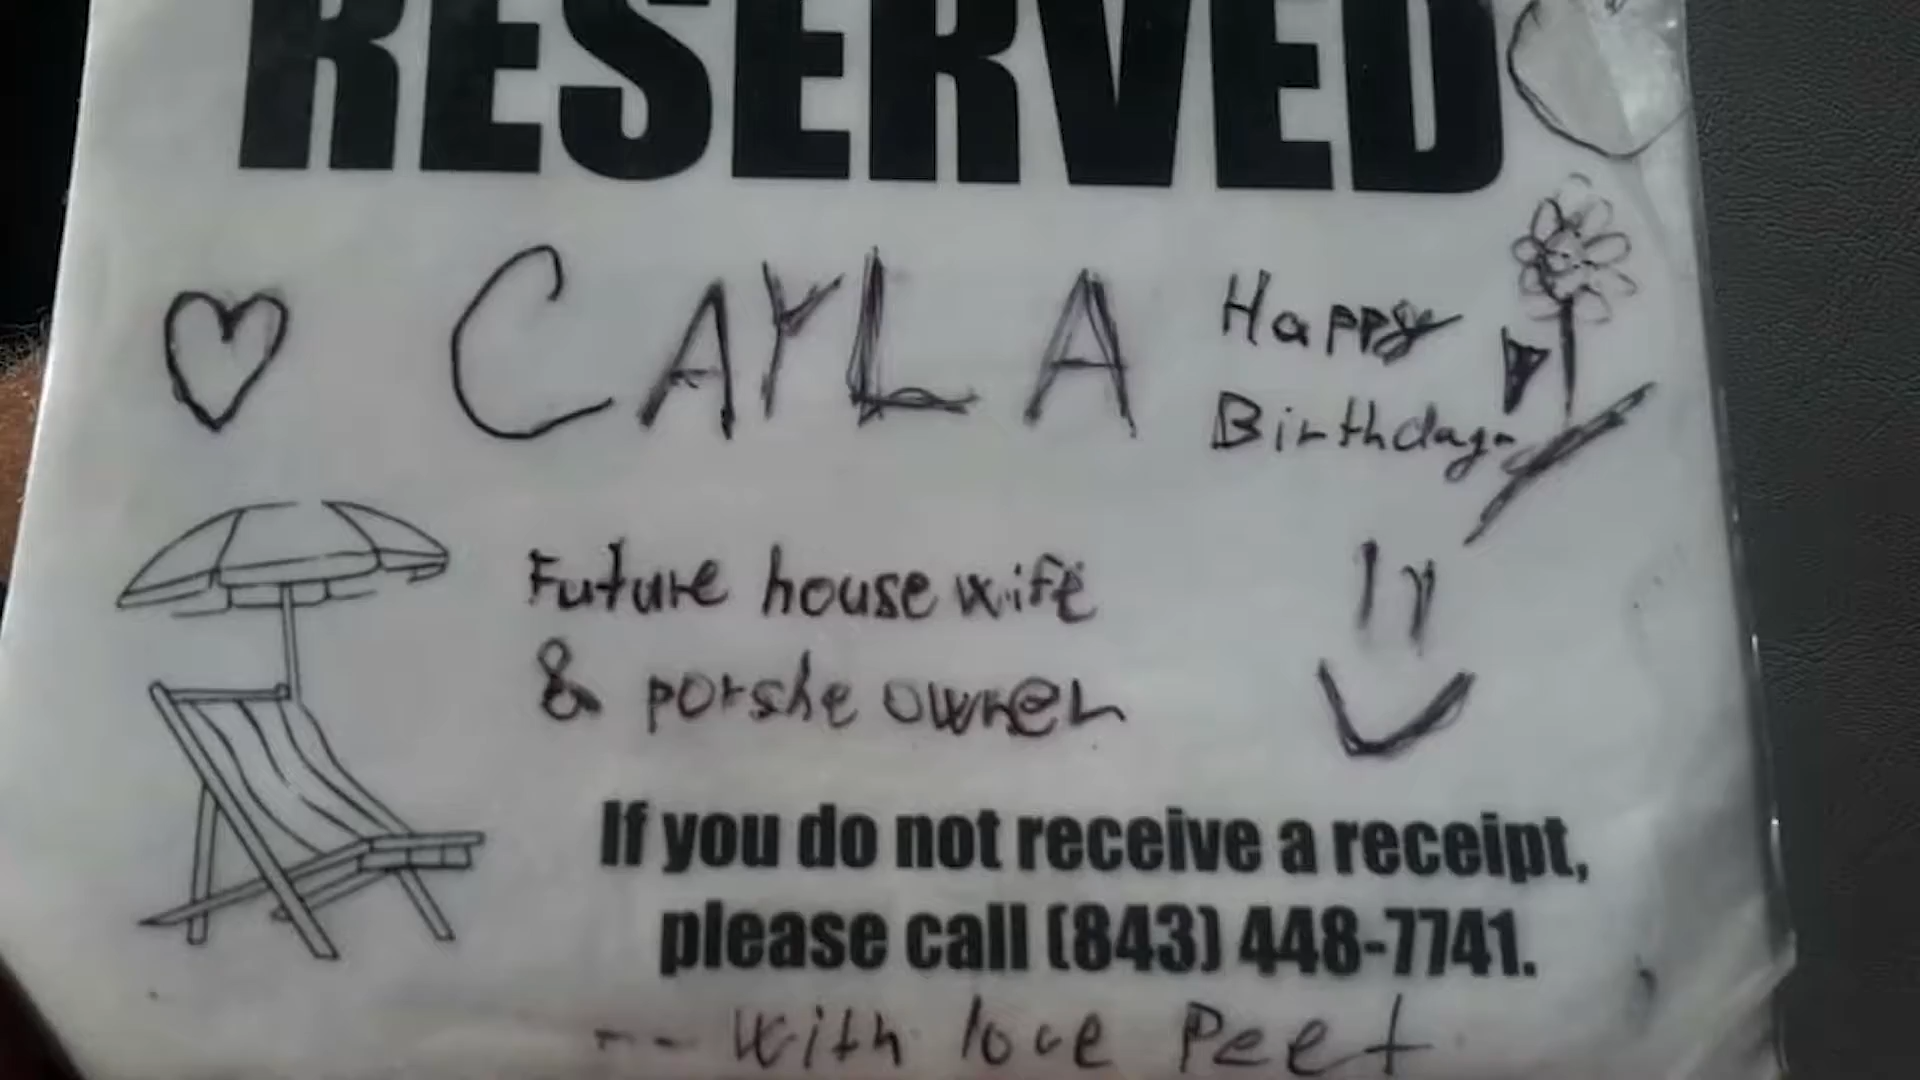 RESERVED
CAYLA
Happy
Birthday
Future house wife
& porshe owner
If you do not receive a receipt,
please call (843) 448-7741.
-- With love Peet